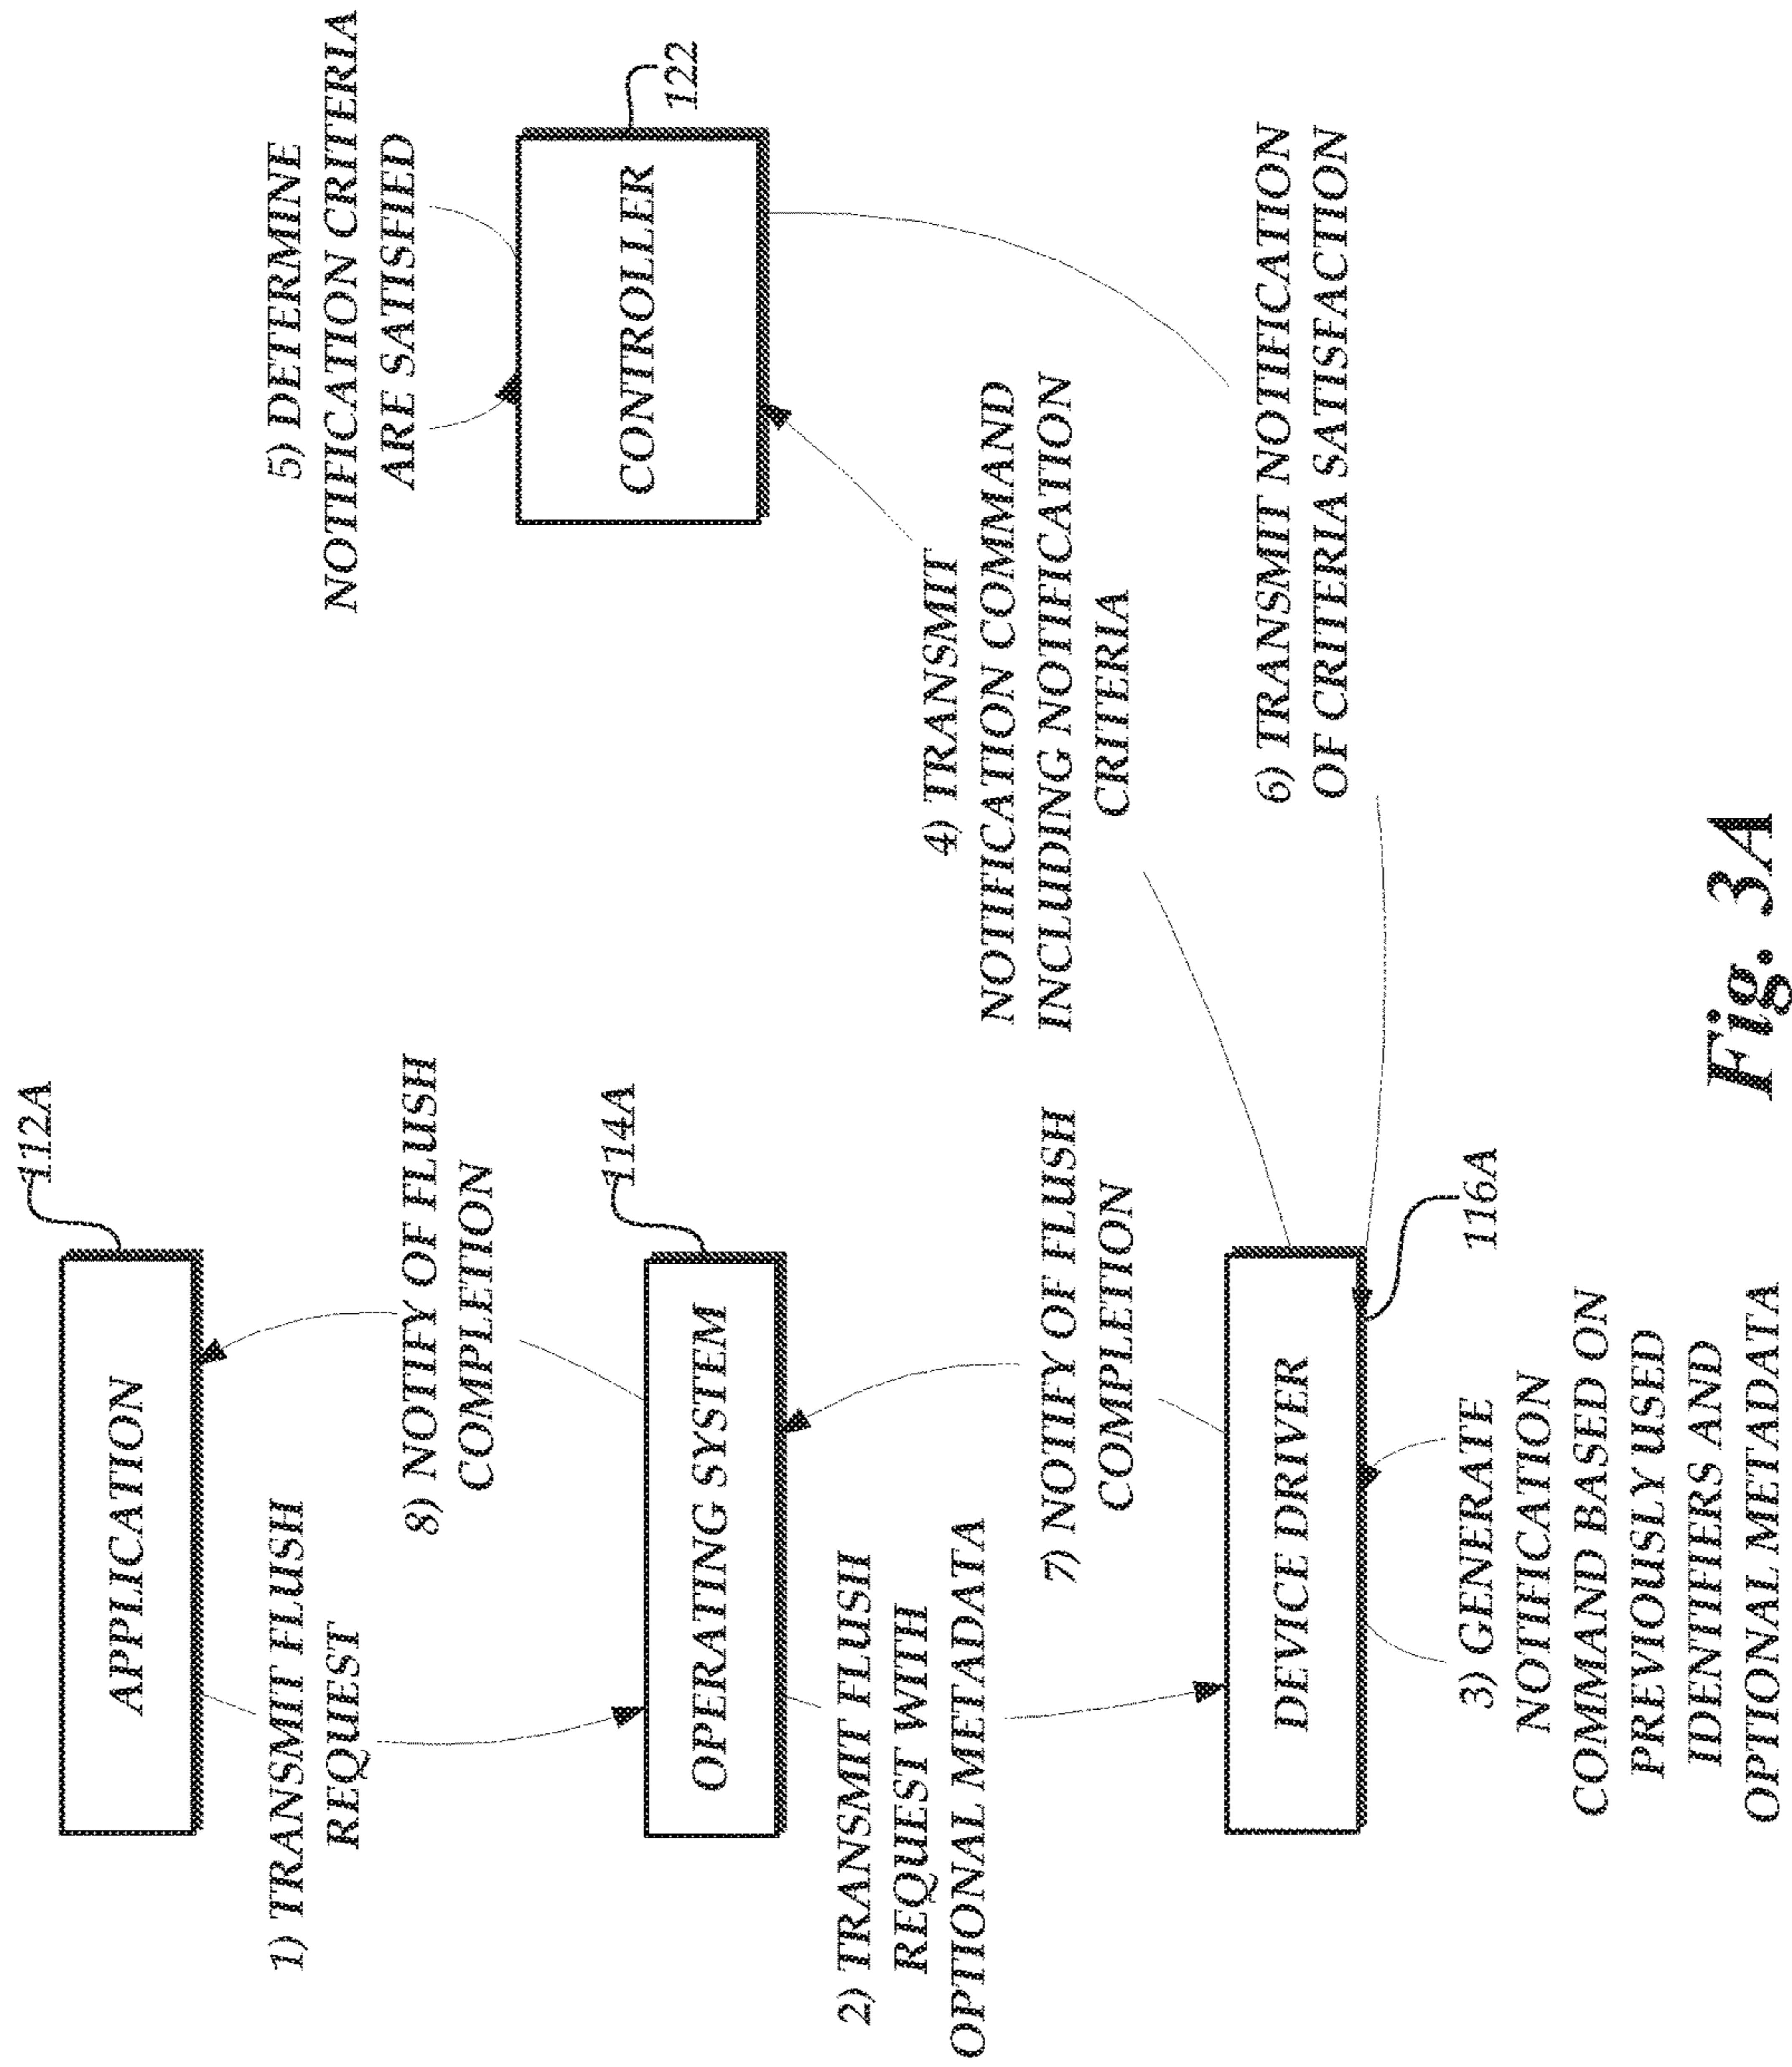 112A
APPLICATION
1) TRANSMIT FLUSH
REQUEST
8) NOTIFY OF FLUSH
COMPLETION
114A
OPERATING SYSTEM
2) TRANSMIT FLUSH
REQUEST WITH
OPTIONAL METADATA
7) NOTIFY OF FLUSH
COMPLETION
DEVICE DRIVER
116A
3) GENERATE
NOTIFICATION
COMMAND BASED ON
PREVIOUSLY USED
IDENTIFIERS AND
OPTIONAL METADATA
5) DETERMINE
NOTIFICATION CRITERIA
ARE SATISFIED
CONTROLLER
122
4) TRANSMIT
NOTIFICATION COMMAND
INCLUDING NOTIFICATION
CRITERIA
6) TRANSMIT NOTIFICATION
OF CRITERIA SATISFACTION
Fig. 3A